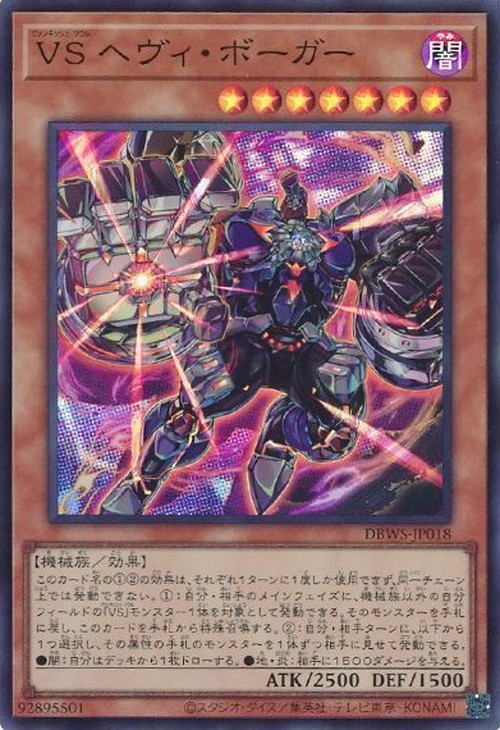 ヴァンキッシュ・ソウル
VS ヘヴィ・ボーガー
やみ
闇
DBWS-JP018
【機械族／効果】
このカード名の①②の効果は、それぞれ1ターンに1度しか使用できず、同一チェーン
上では発動できない。①：自分・相手のメインフェイズに、機械族以外の自分
フィールドの「VS」モンスター1体を対象として発動できる。そのモンスターを手札
に戻し、このカードを手札から特殊召喚する。②：自分・相手ターンに、以下から
1つ選択し、その属性の手札のモンスターを1体ずつ相手に見せて発動できる。
●闇：自分はデッキから1枚ドローする。●地・炎：相手に1500ダメージを与える。
ATK/2500 DEF/1500
92895501
©スタジオ・ダイス／集英社・テレビ東京・KONAMI